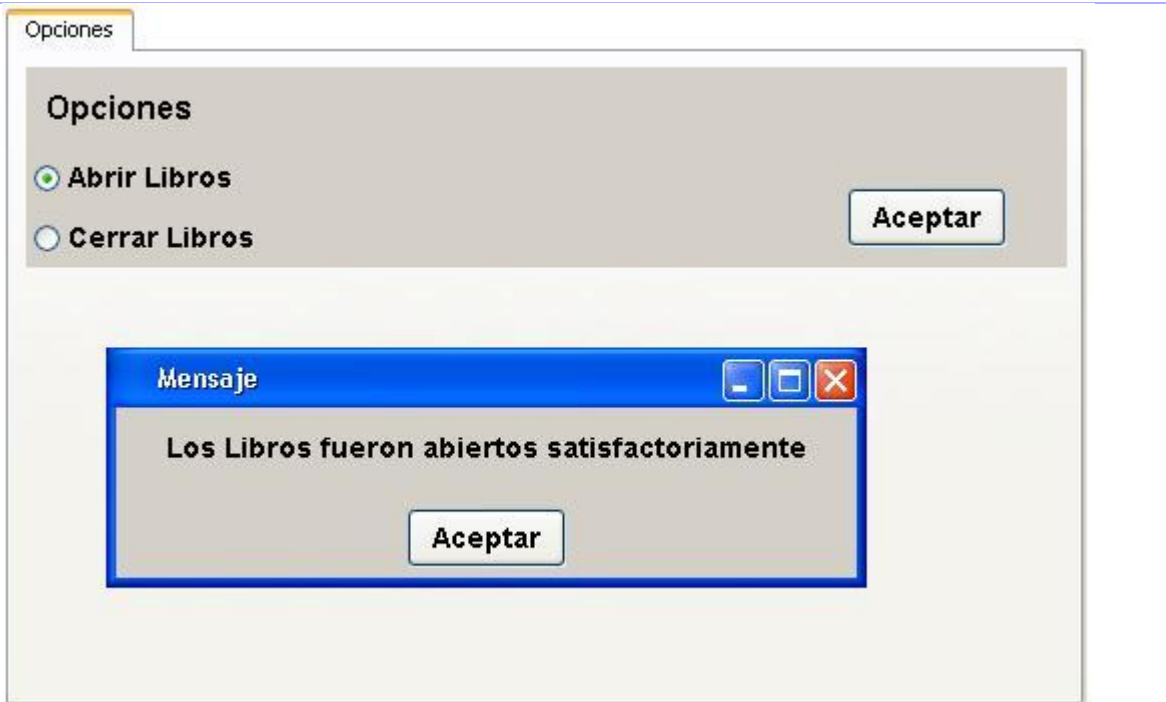 Opciones
Opciones
Abrir Libros
Cerrar Libros
Aceptar
Mensaje
Los Libros fueron abiertos satisfactoriamente
Aceptar